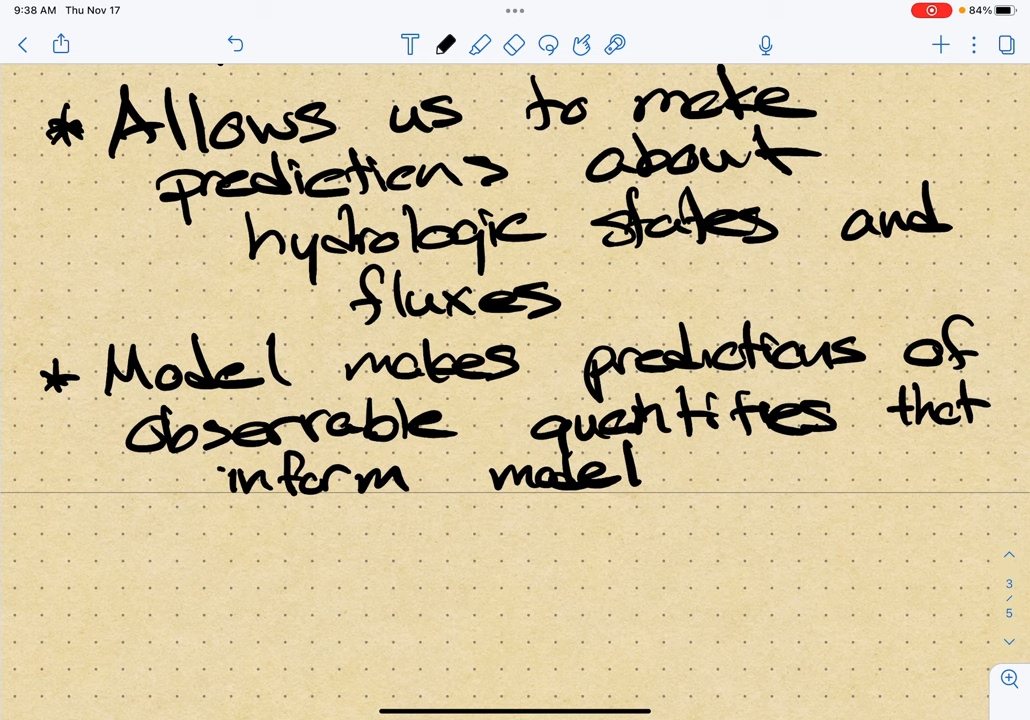 9:38 AM Thu Nov 17
84%
* Allows us to make
predictions about
hydrologic states and
fluxes
* Model makes predictions of
observable quantities that
inform model
3
/
5